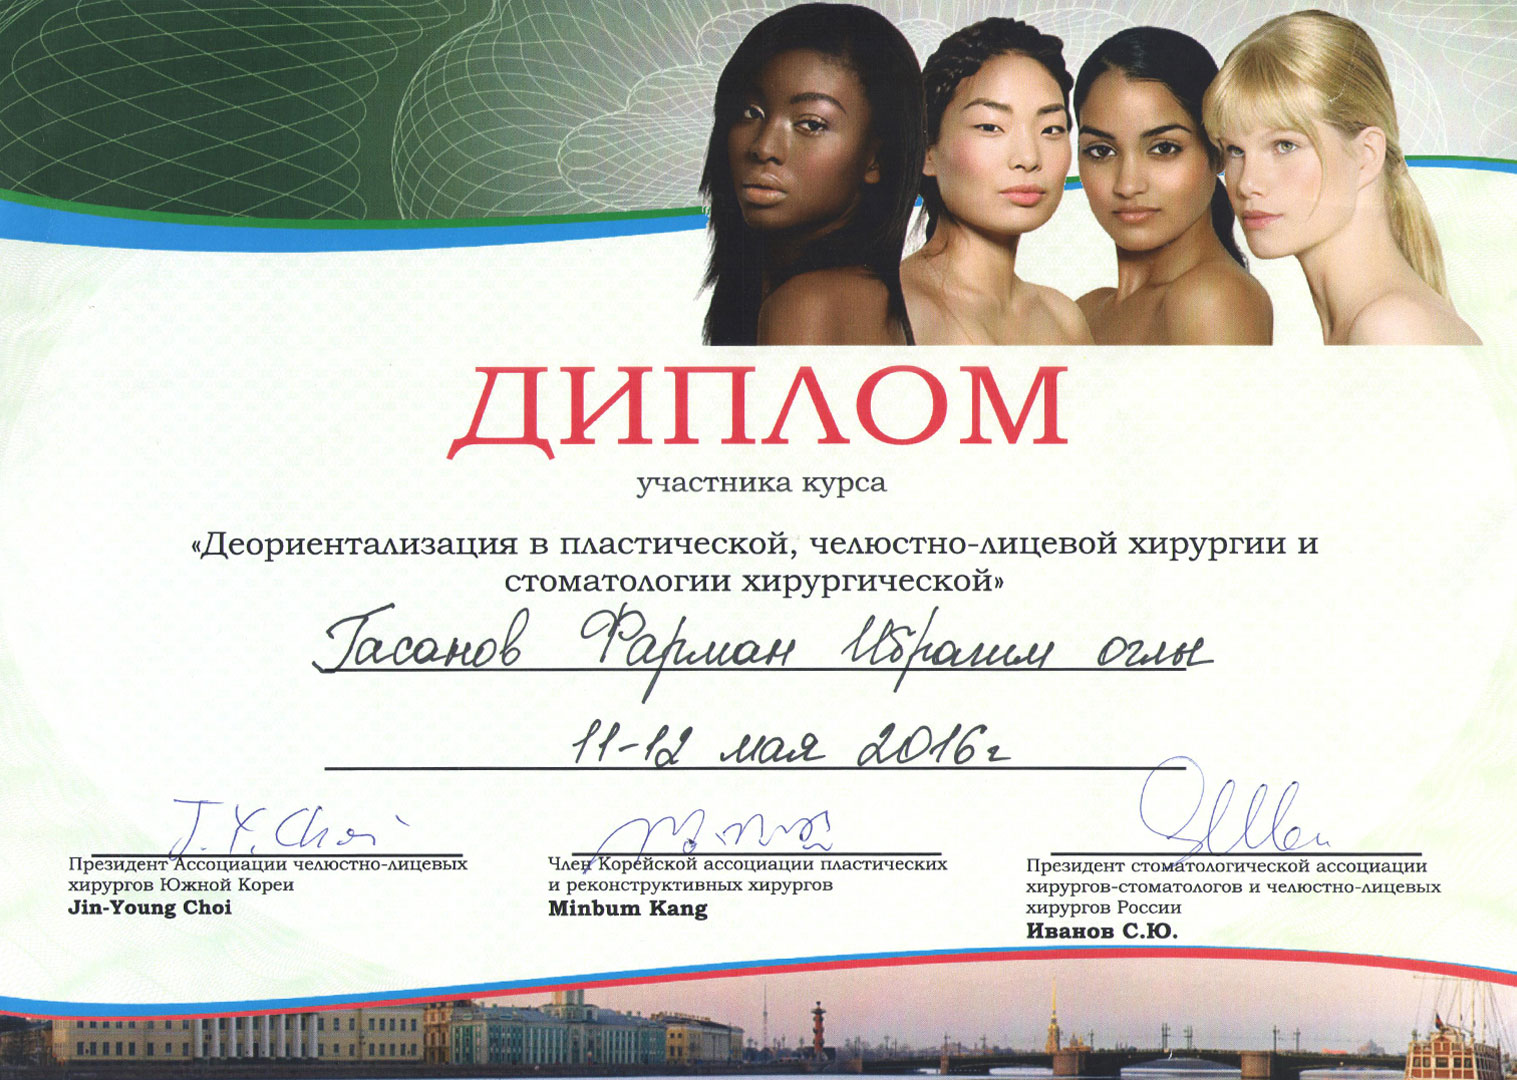 ДИПЛОМ
участника курса
«Деориентализация в пластической, челюстно-лицевой хирургии и
стоматологии хирургической»
Гасанов Фарман Ибрагим оглы
11-12 мая 2016г
J. Y. Choi
Президент Ассоциации челюстно-лицевых
хирургов Южной Кореи
Jin-Young Choi
Член Корейской ассоциации пластических
и реконструктивных хирургов
Minbum Kang
Президент стоматологической ассоциации
хирургов-стоматологов и челюстно-лицевых
хирургов России
Иванов С.Ю.